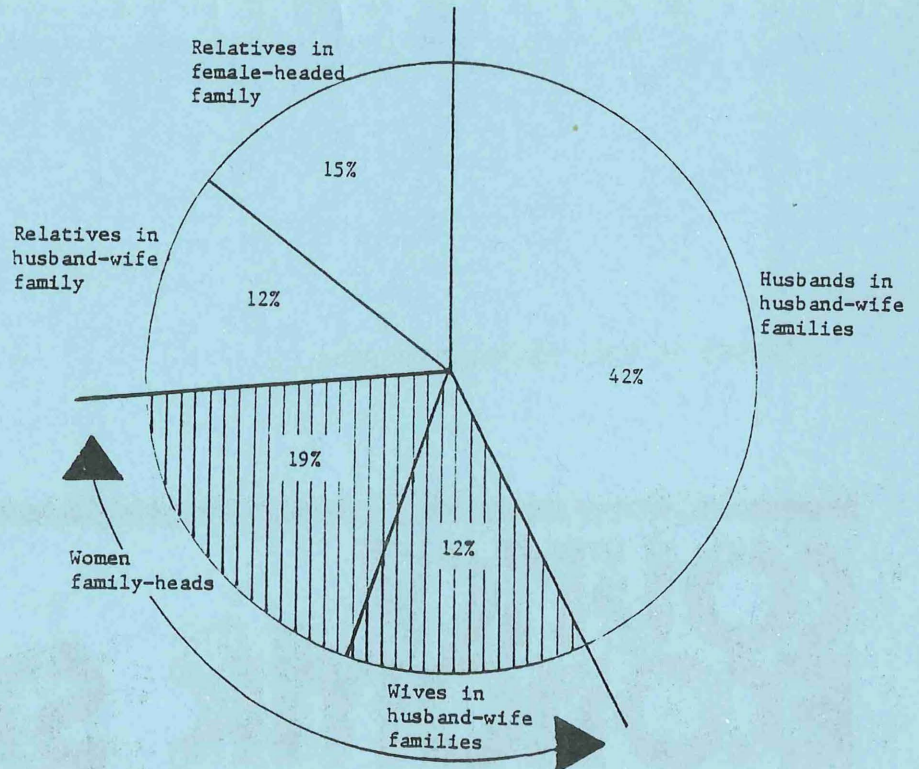 Relatives in
female-headed
family
15%
Relatives in
husband-wife
family
12%
Husbands in
husband-wife
families
42%
19%
12%
Women
family-heads
Wives in
husband-wife
families